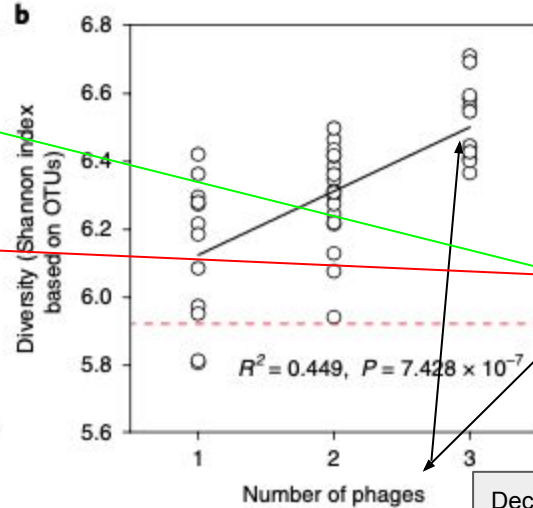 b
Diversity (Shannon index
based on OTUs)
6.8
6.6
6.4
6.2
6.0
5.8
5.6
R² = 0.449, P = 7.428 × 10⁻⁷
1 2 3
Number of phages
Dec